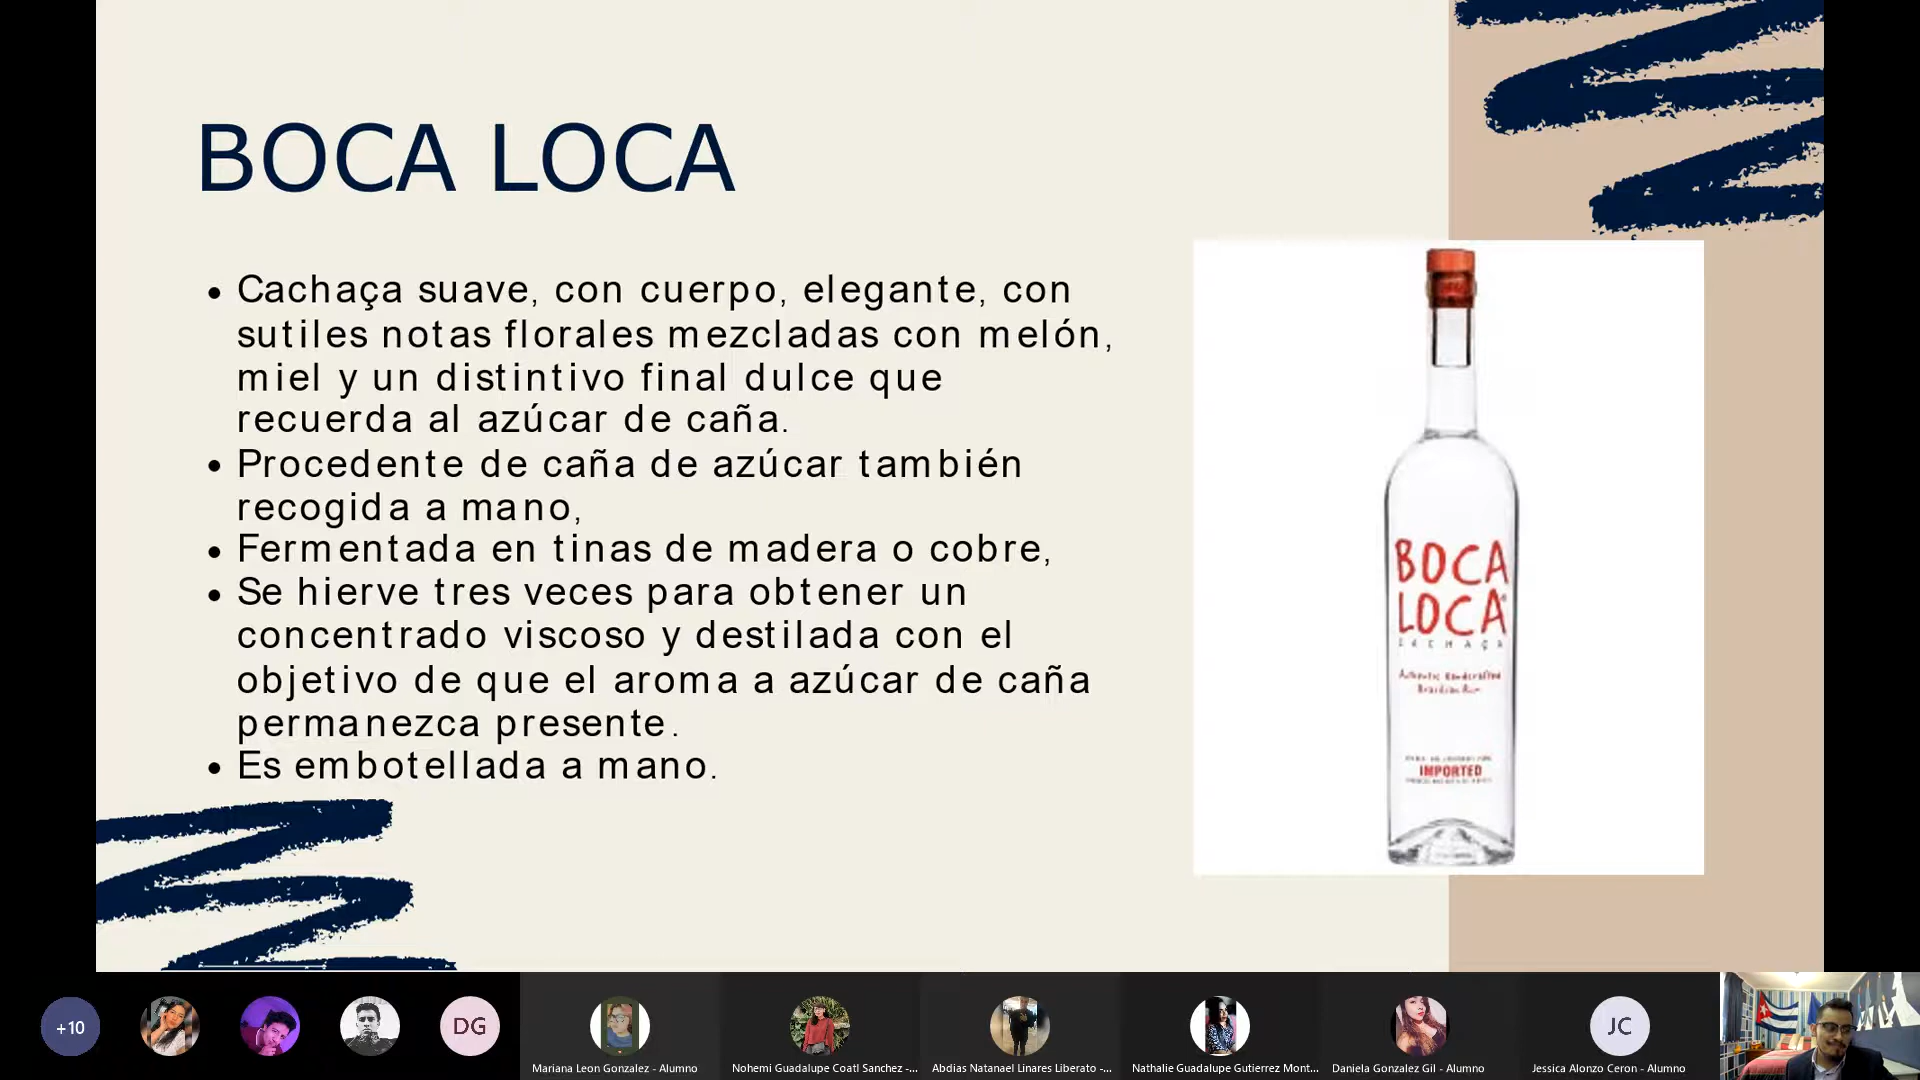 BOCA LOCA
• Cachaça suave, con cuerpo, elegante, con
sutiles notas florales mezcladas con melón,
miel y un distintivo final dulce que
recuerda al azúcar de caña.
• Procedente de caña de azúcar también
recogida a mano,
• Fermentada en tinas de madera o cobre,
• Se hierve tres veces para obtener un
concentrado viscoso y destilada con el
objetivo de que el aroma a azúcar de caña
permanezca presente.
• Es embotellada a mano.
BOCA
LOCA
CACHAÇA
Authentic Handcrafted
Brazilian Rum
IMPORTED
+10
DG
JC
Mariana Leon Gonzalez - Alumno
Nohemi Guadalupe Coatl Sanchez -...
Abdias Natanael Linares Liberato -...
Nathalie Guadalupe Gutierrez Mont...
Daniela Gonzalez Gil - Alumno
Jessica Alonzo Ceron - Alumno